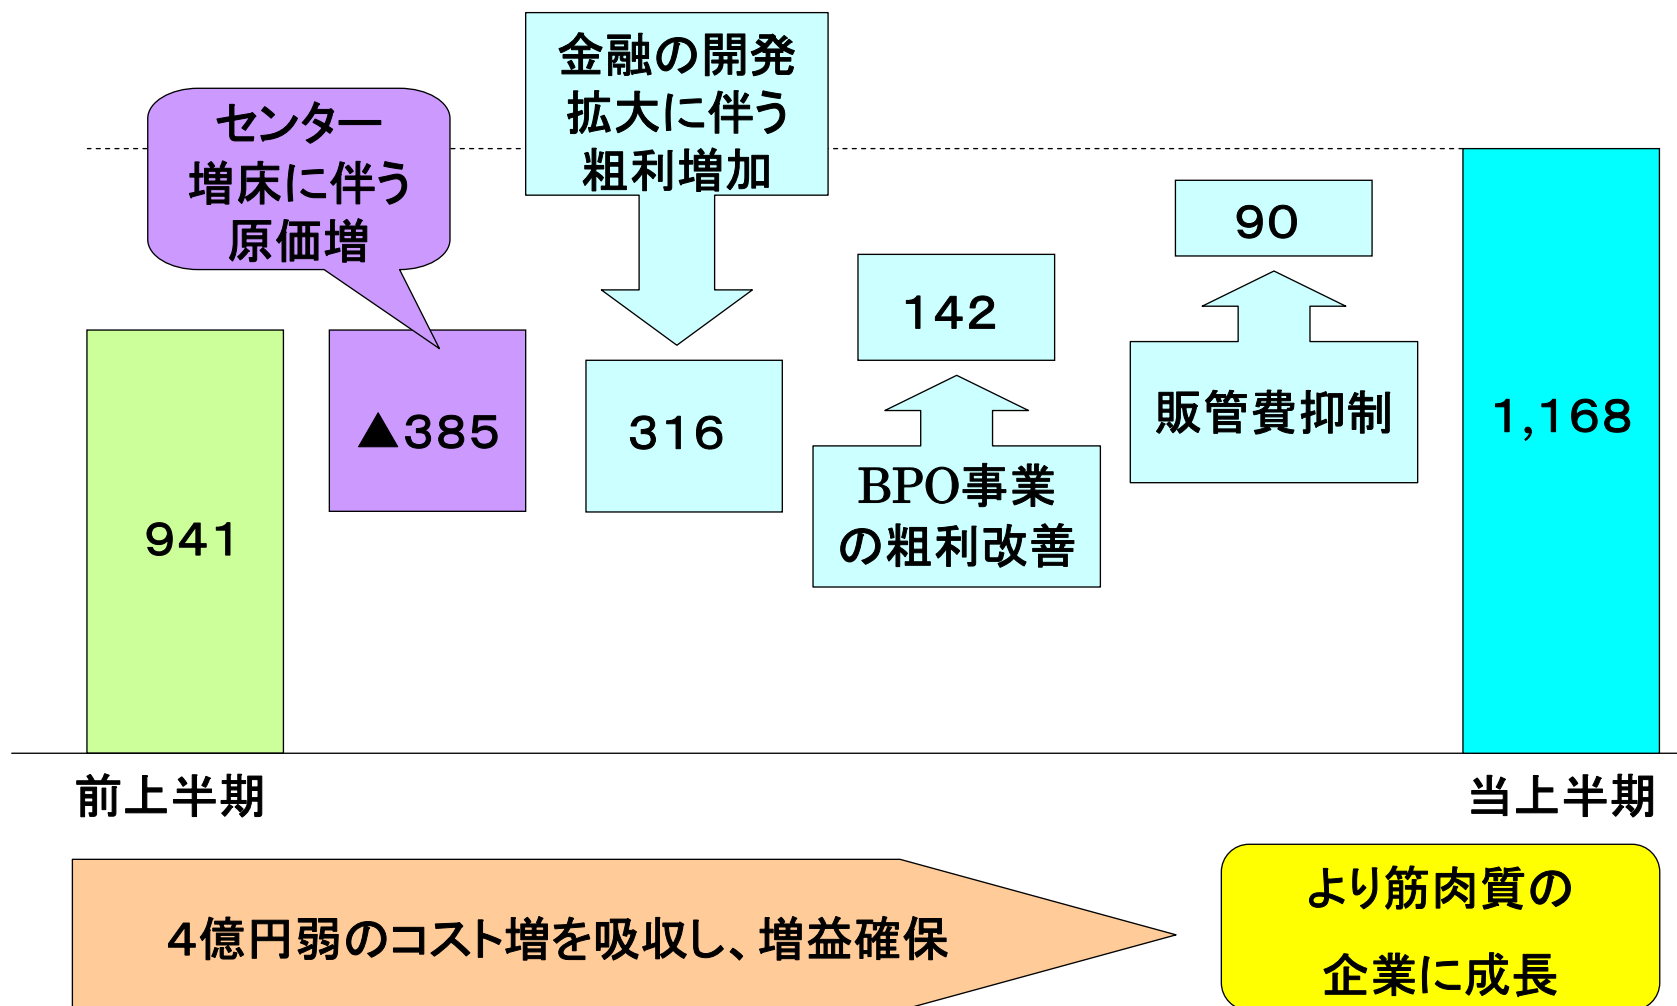 センター
増床に伴う
原価増
金融の開発
拡大に伴う
粗利増加
941
▲385
316
142
BPO事業
の粗利改善
90
販管費抑制
1,168
前上半期
当上半期
4億円弱のコスト増を吸収し、増益確保
より筋肉質の
企業に成長